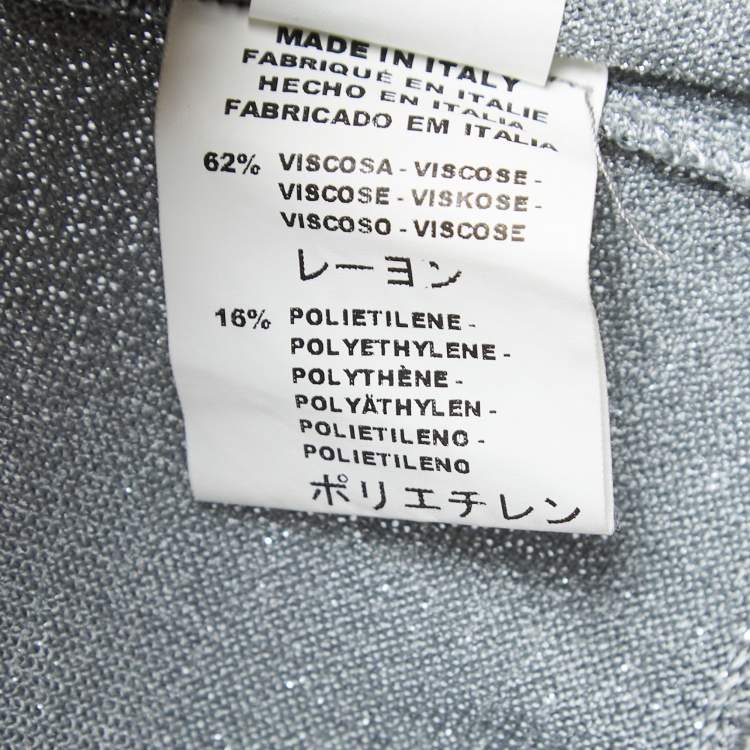 MADE IN ITALY
FABRIQUÉ EN ITALIE
HECHO EN ITALIA
FABRICADO EM ITALIA
62% VISCOSA - VISCOSE -
VISCOSE - VISKOSE -
VISCOSO - VISCOSE
レーヨン
16% POLIETILENE -
POLYETHYLENE -
POLYTHÈNE -
POLYÄTHYLEN -
POLIETILENO -
POLIETILENO
ポリエチレン